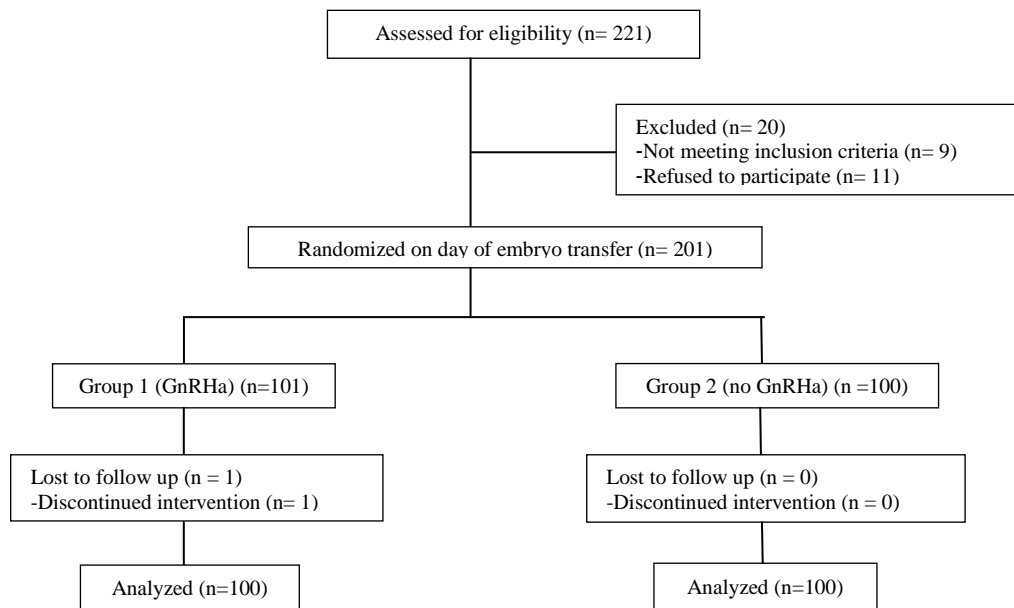 Assessed for eligibility (n= 221)
Excluded (n= 20)
-Not meeting inclusion criteria (n= 9)
-Refused to participate (n= 11)
Randomized on day of embryo transfer (n= 201)
Group 1 (GnRHa) (n=101)
Group 2 (no GnRHa) (n =100)
Lost to follow up (n = 1)
-Discontinued intervention (n= 1)
Lost to follow up (n = 0)
-Discontinued intervention (n = 0)
Analyzed (n=100)
Analyzed (n=100)